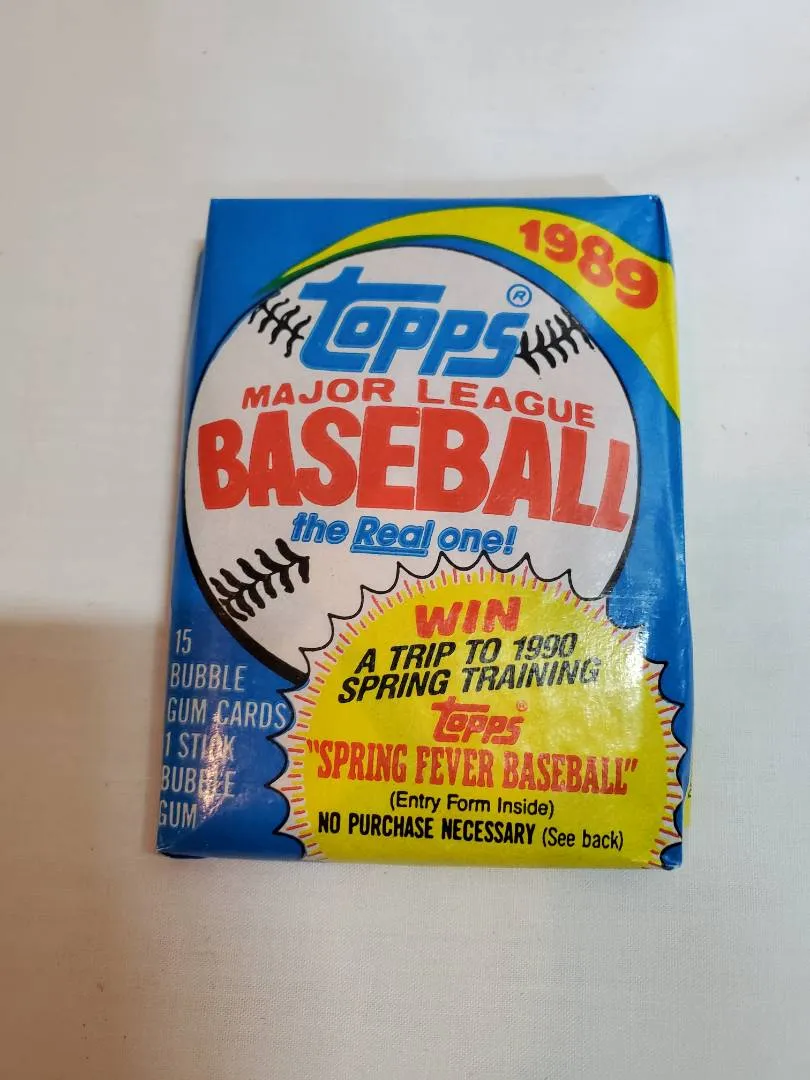 1989
topps®
MAJOR LEAGUE
BASEBALL
the Real one!
WIN
A TRIP TO 1990
SPRING TRAINING
topps®
"SPRING FEVER BASEBALL"
(Entry Form Inside)
NO PURCHASE NECESSARY (See back)
15
BUBBLE
GUM CARDS
1 STICK
BUBBLE
GUM